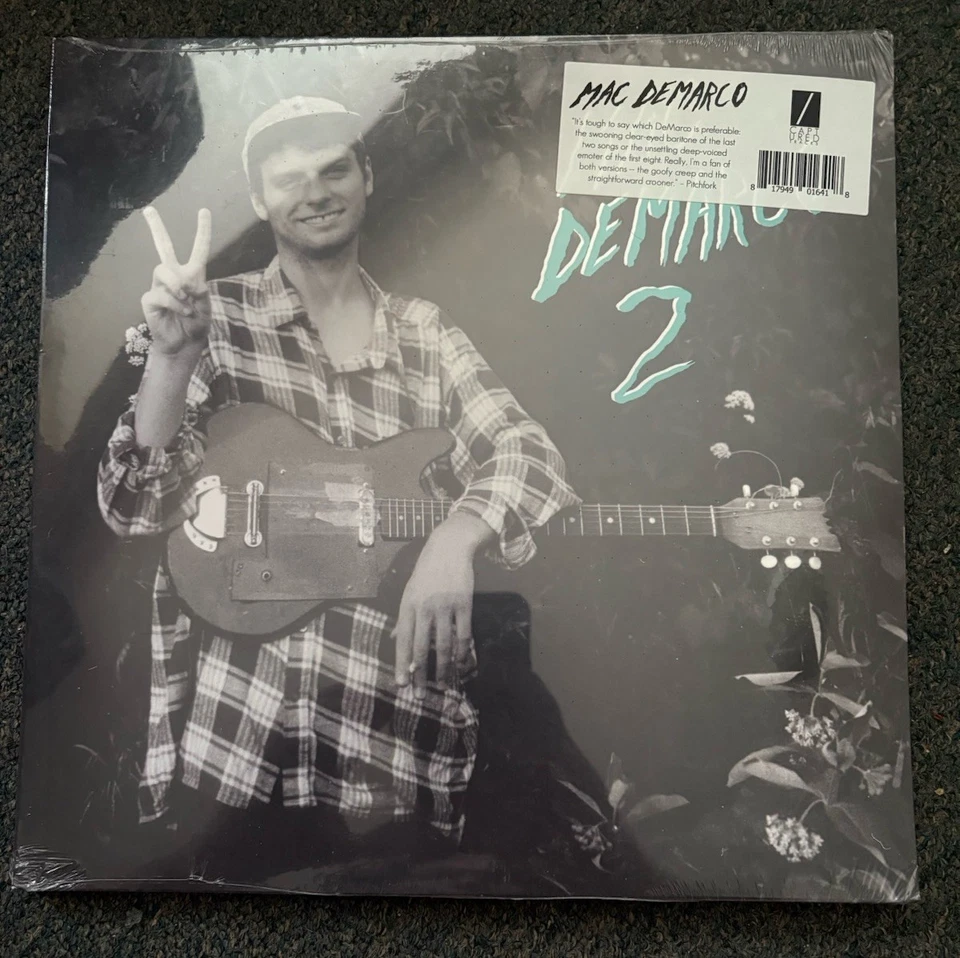 MAC DEMARCO
"It's tough to say which DeMarco is preferable:
the swooning clear-eyed baritone of the last
two songs or the unsettling deep-voiced
emoter of the first eight. Really, I'm a fan of
both versions — the goofy creep and the
straightforward crooner." – Pitchfork
CAPT
URED
TRACKS
8 17949 01641 8
DEMARCO
2